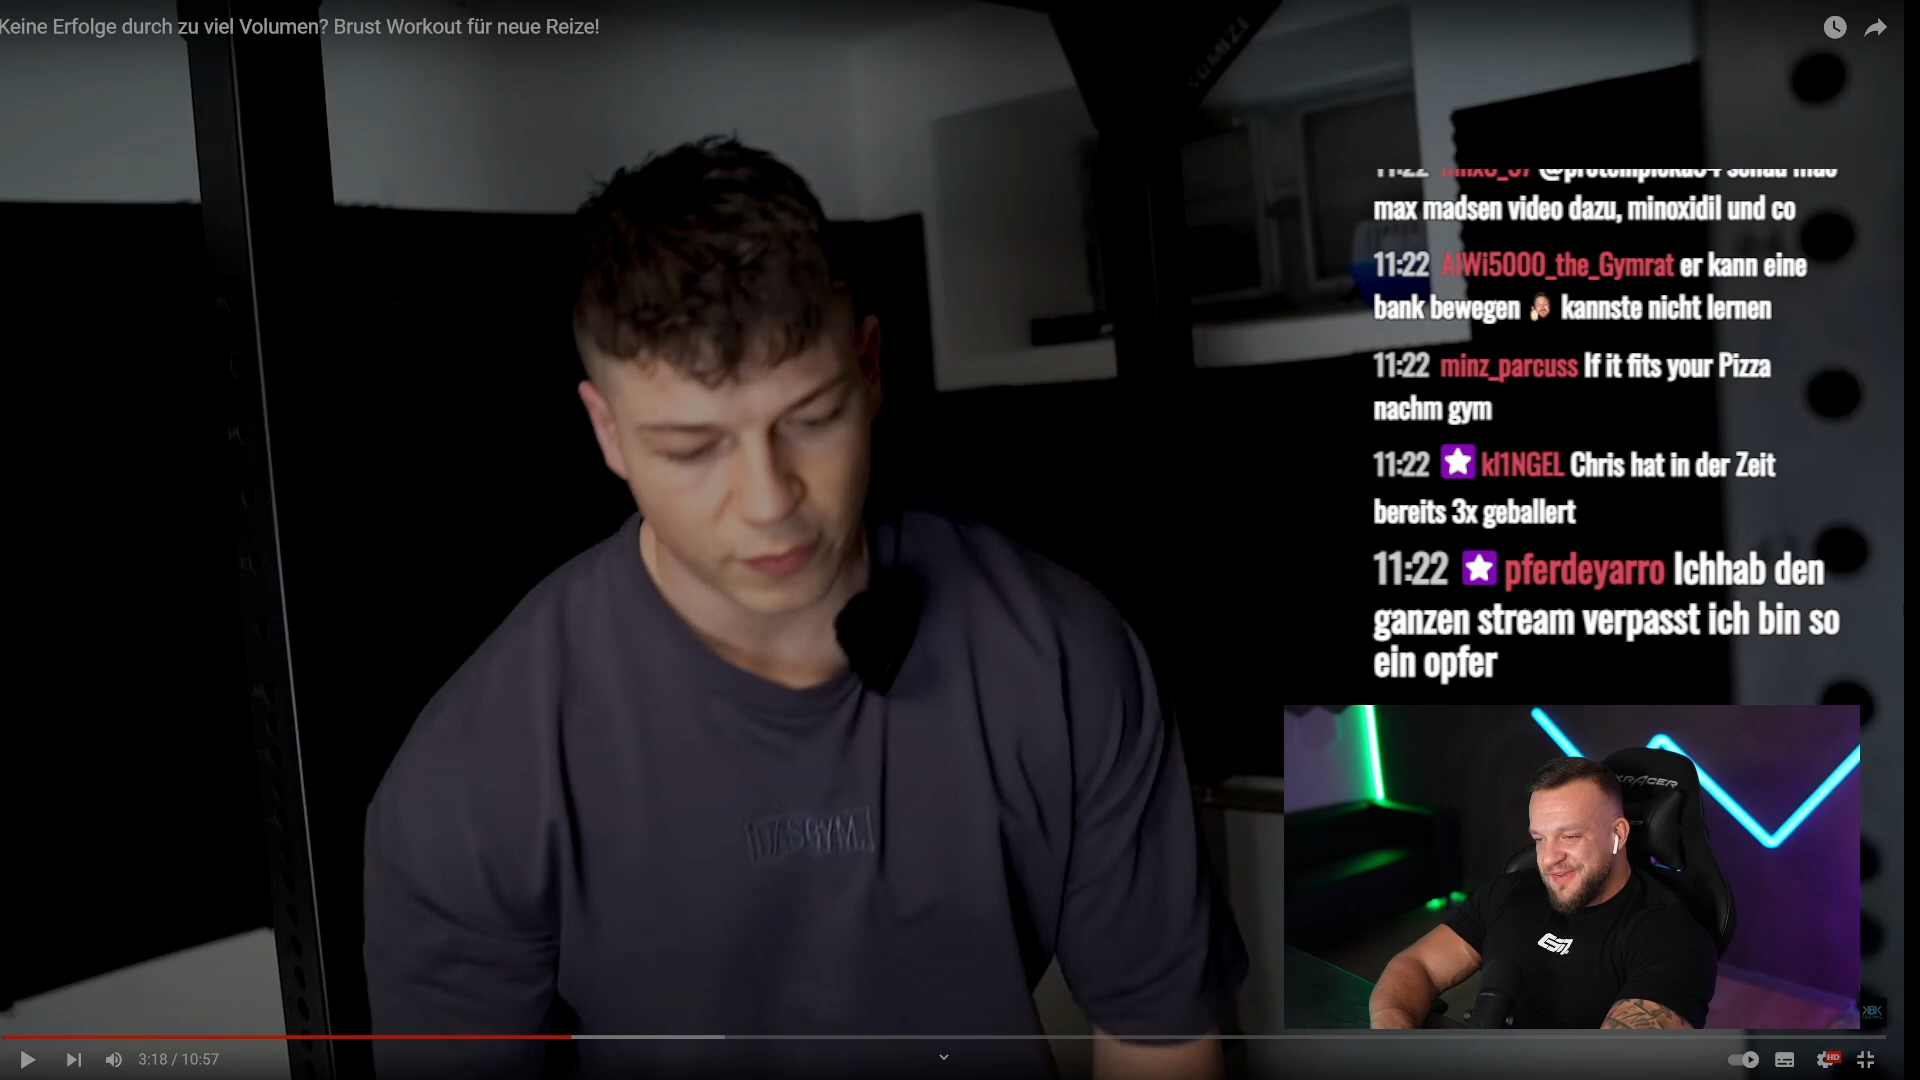 Keine Erfolge durch zu viel Volumen? Brust Workout für neue Reize!
max madsen video dazu, minoxidil und co
11:22 AlWi5000_the_Gymrat er kann eine
bank bewegen kannste nicht lernen
11:22 minz_parcuss If it fits your Pizza
nachm gym
11:22 kl1NGEL Chris hat in der Zeit
bereits 3x geballert
11:22 pferdeyarro Ichhab den
ganzen stream verpasst ich bin so
ein opfer
DASGYM.
3:18 / 10:57
HD